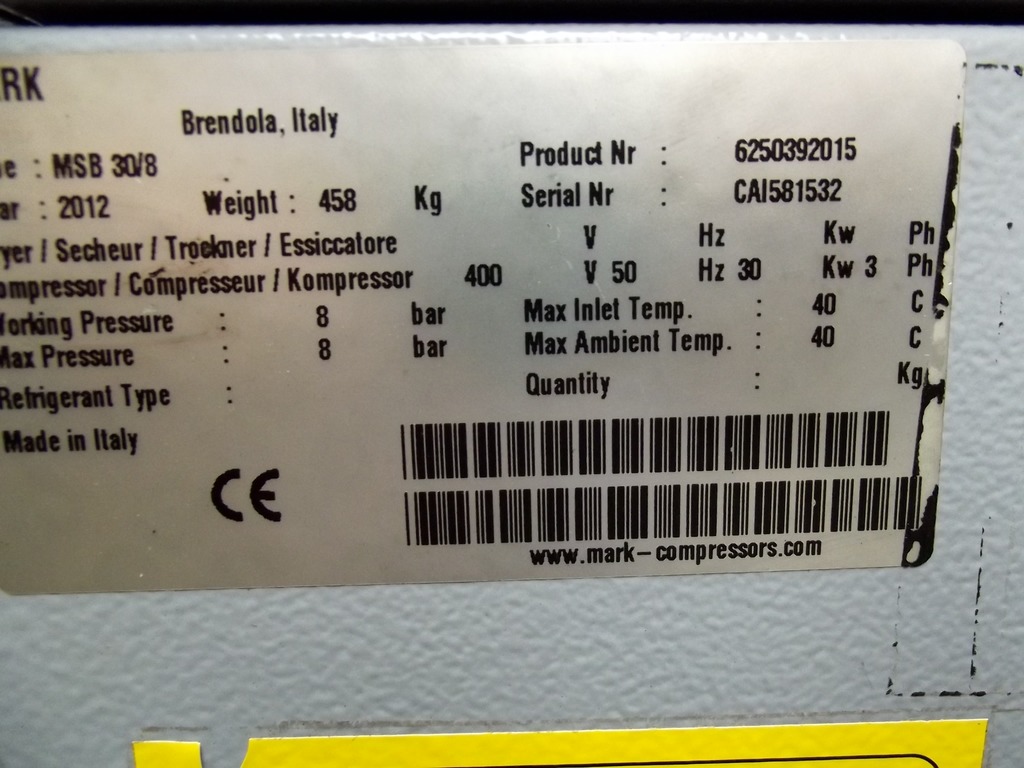 RK
Brendola, Italy
e : MSB 30/8
Product Nr : 6250392015
ar : 2012 Weight : 458 Kg
Serial Nr : CAI581532
yer / Secheur / Trockner / Essiccatore V Hz Kw Ph
ompressor / Compresseur / Kompressor 400 V 50 Hz 30 Kw 3 Ph
orking Pressure : 8 bar
Max Inlet Temp. : 40 C
Max Pressure : 8 bar
Max Ambient Temp. : 40 C
Refrigerant Type :
Quantity : Kg
Made in Italy
CE
www.mark-compressors.com